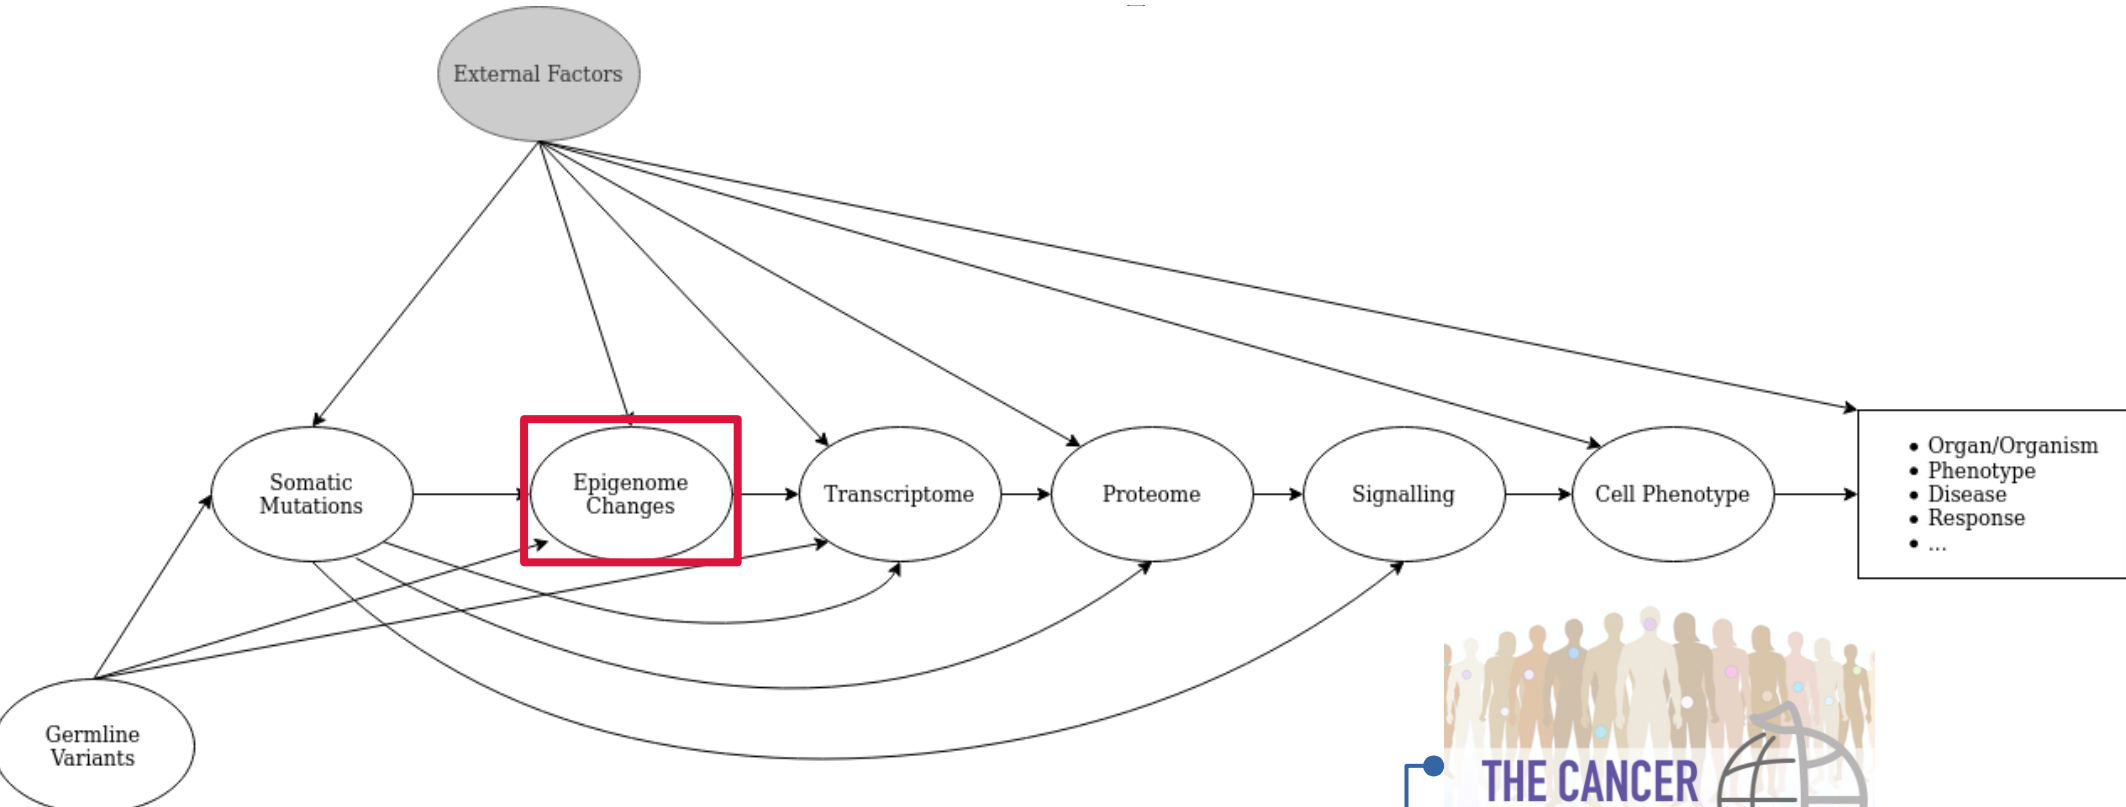 External Factors
Somatic
Mutations
Epigenome
Changes
Transcriptome
Proteome
Signalling
Cell Phenotype
• Organ/Organism
• Phenotype
• Disease
• Response
• ...
Germline
Variants
THE CANCER